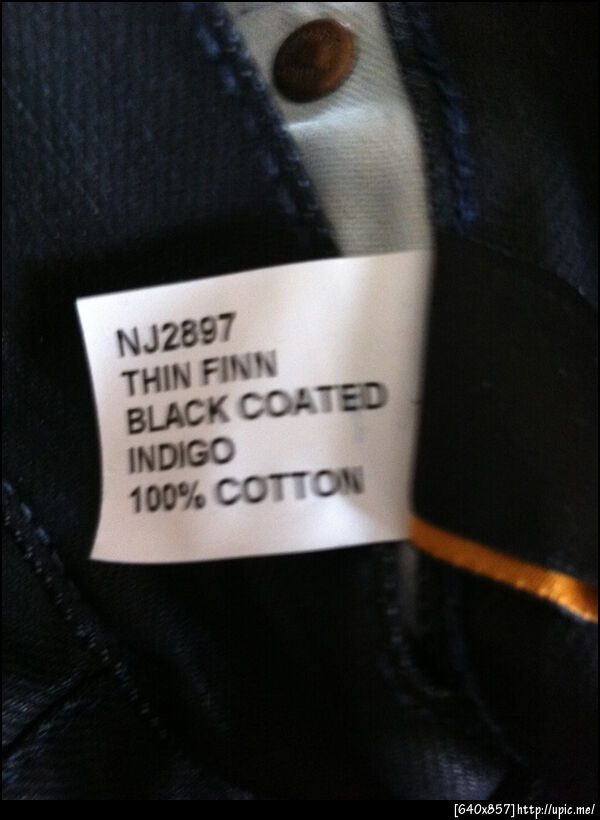 NJ2897
THIN FINN
BLACK COATED
INDIGO
100% COTTON
[640x857]http://upic.me/